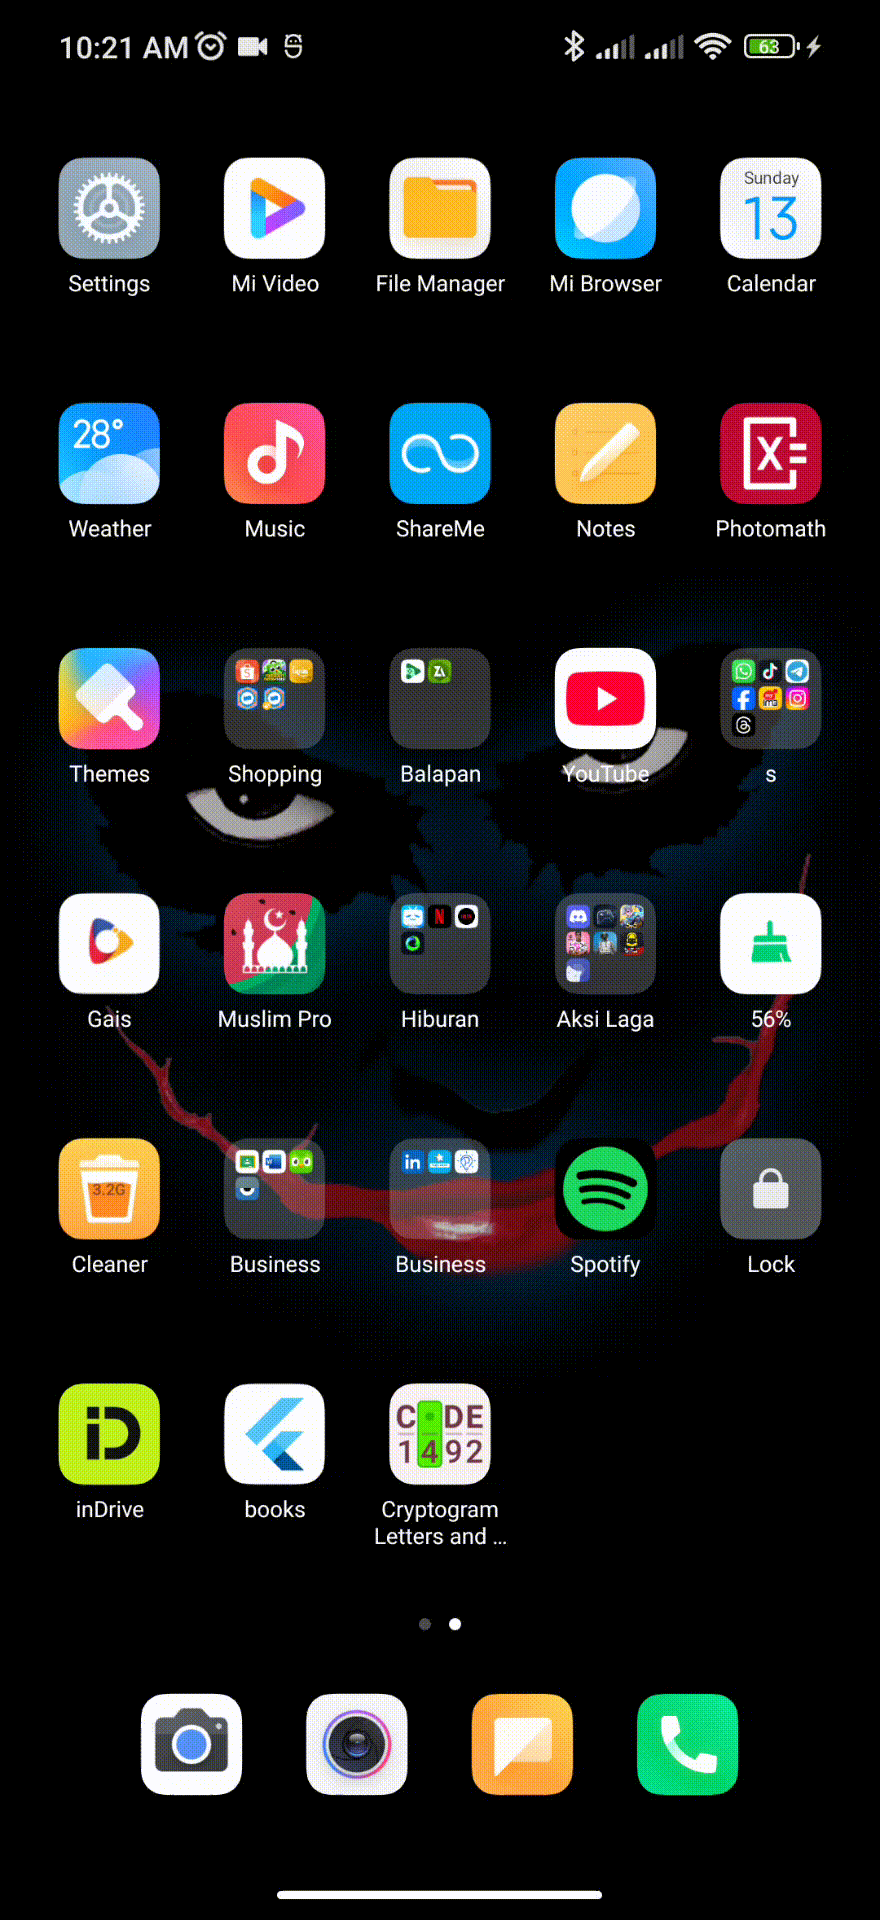 10:21 AM
63
Sunday
13
Settings
Mi Video
File Manager
Mi Browser
Calendar
28°
Weather
Music
ShareMe
Notes
Photomath
Themes
Shopping
Balapan
YouTube
s
Gais
Muslim Pro
Hiburan
Aksi Laga
56%
3.2G
Cleaner
Business
Business
Spotify
Lock
iD
CODE
1492
inDrive
books
Cryptogram
Letters and ...